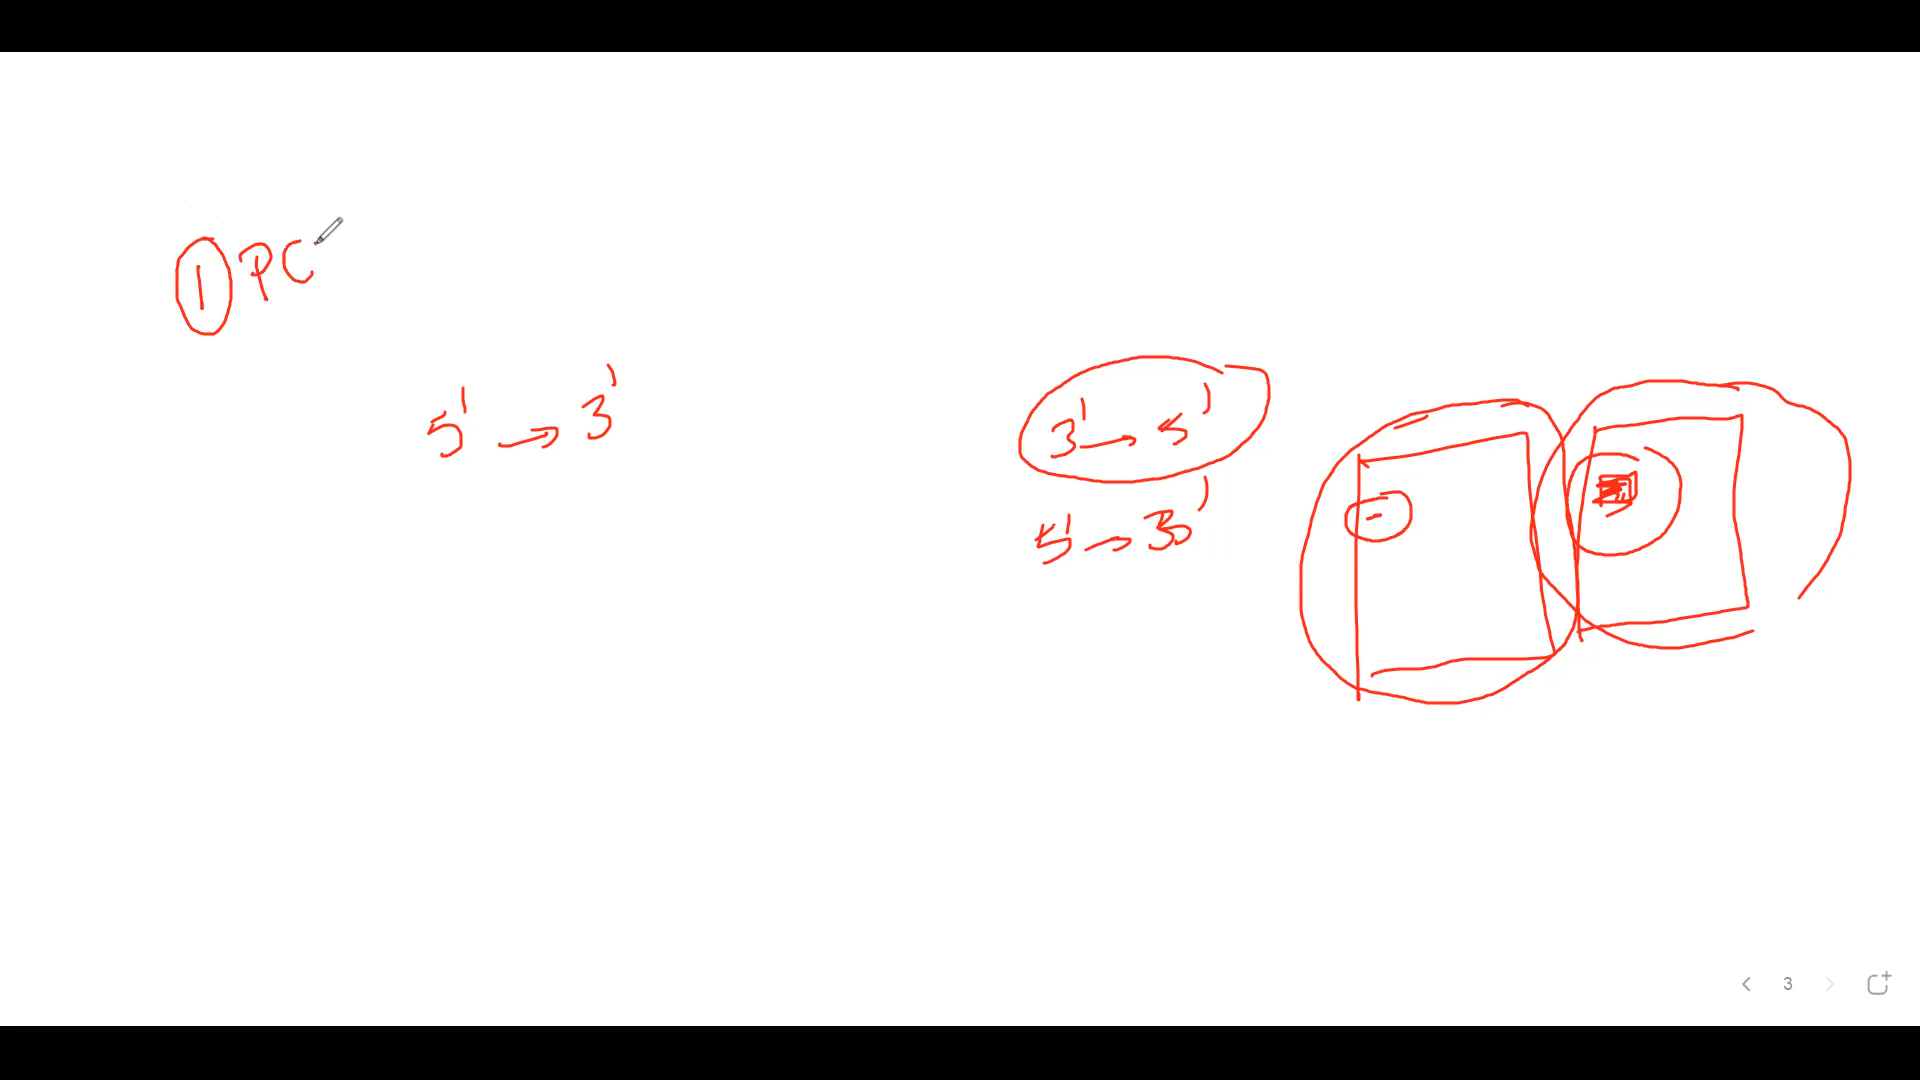 ① PC
5' → 3'
3' → 5'
5' → 3'
3